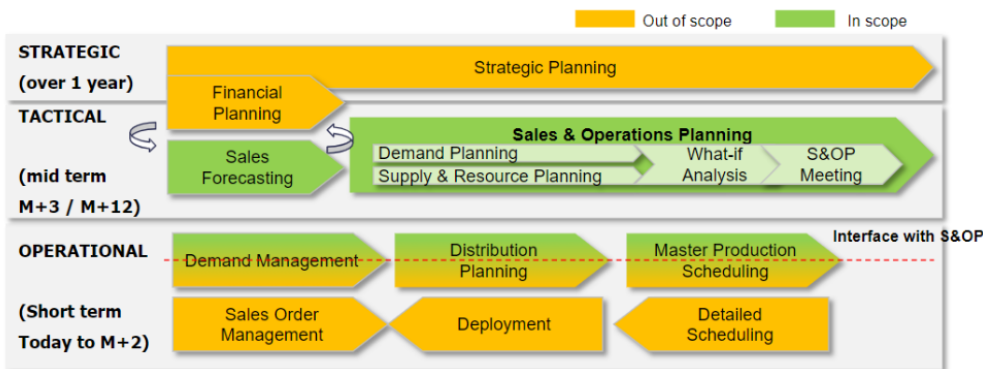 Out of scope
In scope
STRATEGIC
(over 1 year)
Strategic Planning
Financial
Planning
TACTICAL
(mid term
M+3 / M+12)
Sales
Forecasting
Sales & Operations Planning
Demand Planning
Supply & Resource Planning
What-if
Analysis
S&OP
Meeting
OPERATIONAL
(Short term
Today to M+2)
Interface with S&OP
Demand Management
Distribution
Planning
Master Production
Scheduling
Sales Order
Management
Deployment
Detailed
Scheduling